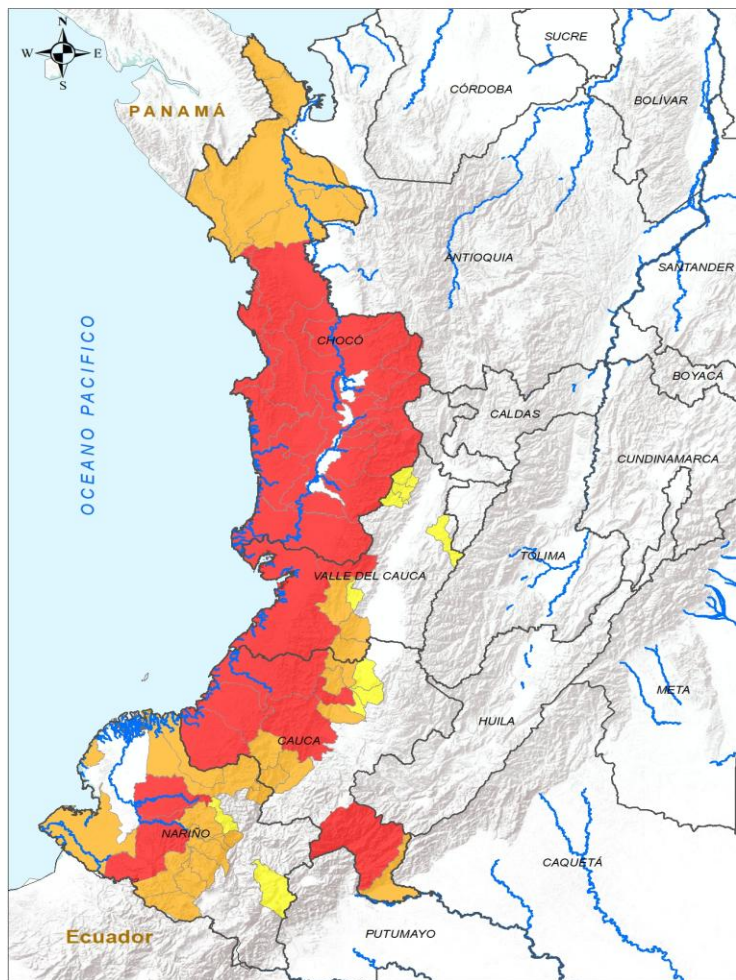 N
W E
S
SUCRE
CÓRDOBA
BOLÍVAR
PANAMÁ
ANTIOQUIA
SANTANDER
OCEANO PACIFICO
CHOCÓ
BOYACÁ
CALDAS
CUNDINAMARCA
TOLIMA
VALLE DEL CAUCA
META
HUILA
CAUCA
NARIÑO
CAQUETÁ
PUTUMAYO
Ecuador